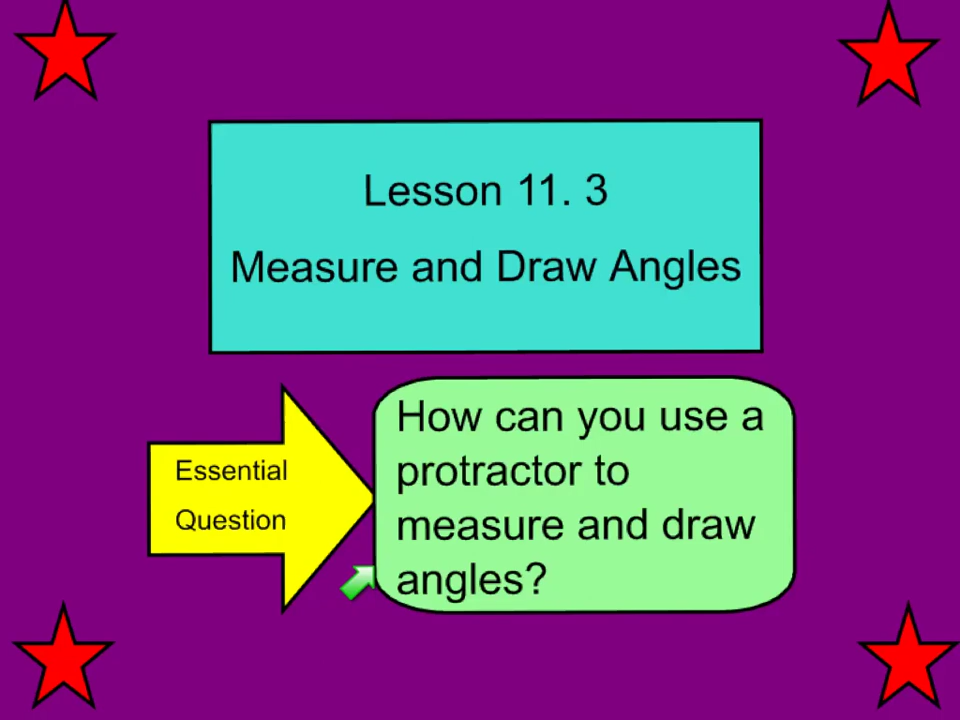 Lesson 11. 3
Measure and Draw Angles
Essential
Question
How can you use a
protractor to
measure and draw
angles?